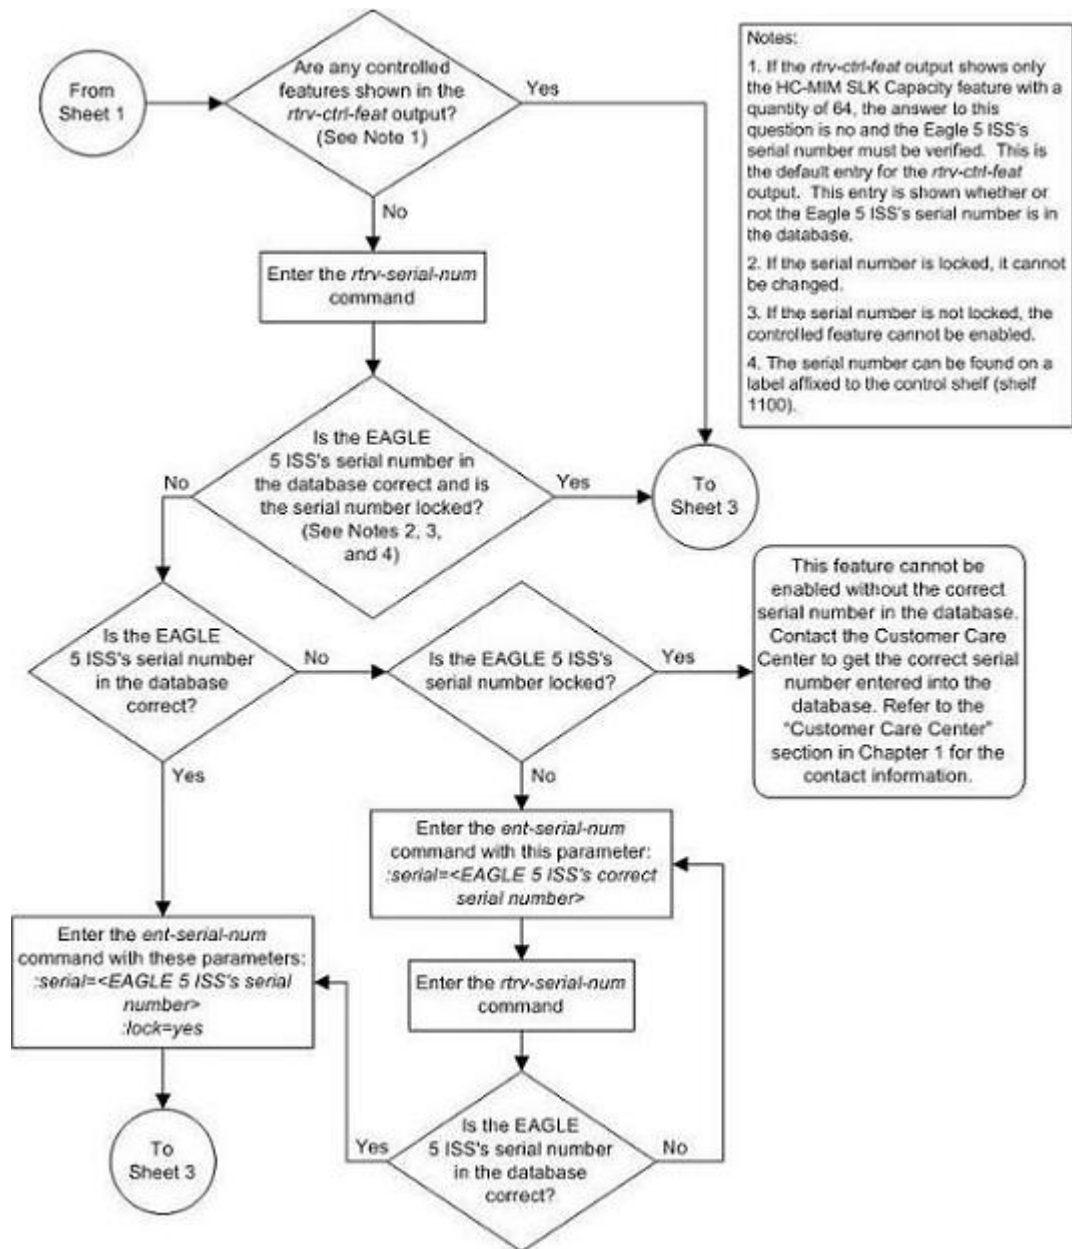 From
Sheet 1
Are any controlled
features shown in the
rtrv-ctrl-feat output?
(See Note 1)
Yes
No
Enter the rtrv-serial-num
command
Is the EAGLE
5 ISS's serial number in
the database correct and is
the serial number locked?
(See Notes 2, 3,
and 4)
No
Yes
To
Sheet 3
Notes:
1. If the rtrv-ctrl-feat output shows only
the HC-MIM SLK Capacity feature with a
quantity of 64, the answer to this
question is no and the Eagle 5 ISS's
serial number must be verified. This is
the default entry for the rtrv-ctrl-feat
output. This entry is shown whether or
not the Eagle 5 ISS's serial number is in
the database.
2. If the serial number is locked, it cannot
be changed.
3. If the serial number is not locked, the
controlled feature cannot be enabled.
4. The serial number can be found on a
label affixed to the control shelf (shelf
1100).
Is the EAGLE
5 ISS's serial number
in the database
correct?
No
Yes
Is the EAGLE 5 ISS's
serial number locked?
Yes
No
This feature cannot be
enabled without the correct
serial number in the database.
Contact the Customer Care
Center to get the correct serial
number entered into the
database. Refer to the
"Customer Care Center"
section in Chapter 1 for the
contact information.
Enter the ent-serial-num
command with this parameter:
:serial=<EAGLE 5 ISS's correct
serial number>
Enter the ent-serial-num
command with these parameters:
:serial=<EAGLE 5 ISS's serial
number>
:lock=yes
Enter the rtrv-serial-num
command
To
Sheet 3
Is the EAGLE
5 ISS's serial number
in the database
correct?
Yes
No